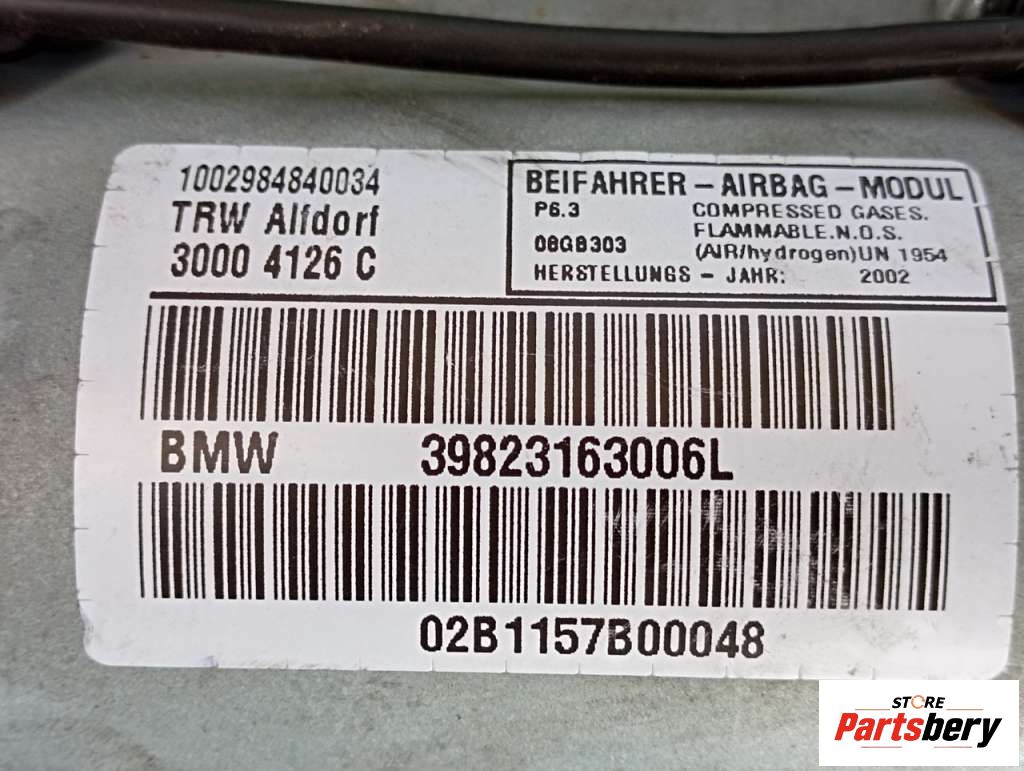 1002984840034
TRW Alfdorf
3000 4126 C
BEIFAHRER - AIRBAG - MODUL
P6.3 COMPRESSED GASES.
FLAMMABLE.N.O.S.
08GB303 (AIR/hydrogen)UN 1954
HERSTELLUNGS - JAHR: 2002
BMW 39823163006L
02B1157B00048
STORE
Partsbery